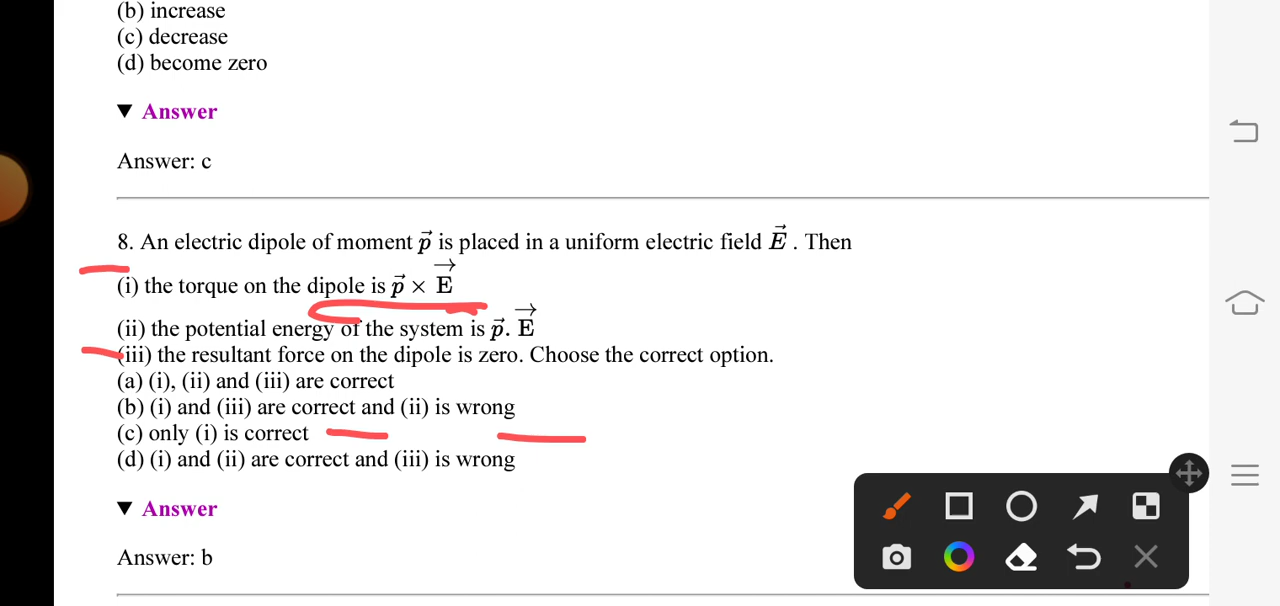 (b) increase
(c) decrease
(d) become zero
▼ Answer
Answer: c
8. An electric dipole of moment p⃗ is placed in a uniform electric field E⃗ . Then
(i) the torque on the dipole is p⃗ × E⃗
(ii) the potential energy of the system is p⃗. E⃗
(iii) the resultant force on the dipole is zero. Choose the correct option.
(a) (i), (ii) and (iii) are correct
(b) (i) and (iii) are correct and (ii) is wrong
(c) only (i) is correct
(d) (i) and (ii) are correct and (iii) is wrong
▼ Answer
Answer: b